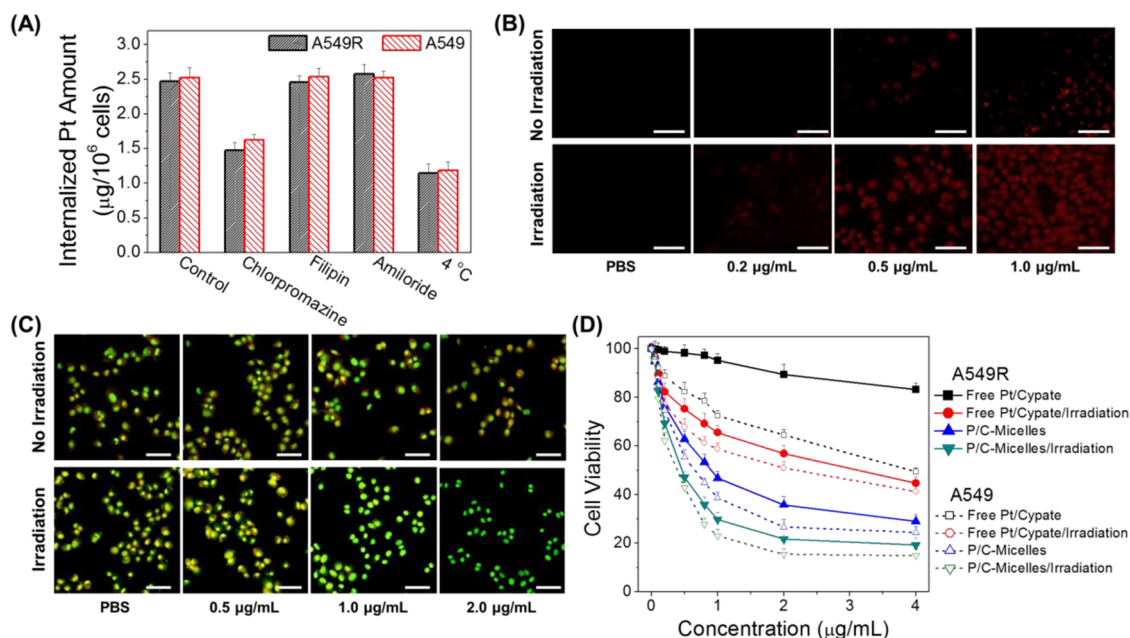 (A)
Internalized Pt Amount
(μg/10⁶ cells)
3.0
2.5
2.0
1.5
1.0
0.5
0.0
A549R
A549
Control
Chlorpromazine
Filipin
Amiloride
4 °C
(B)
No Irradiation
Irradiation
PBS
0.2 μg/mL
0.5 μg/mL
1.0 μg/mL
(C)
No Irradiation
Irradiation
PBS
0.5 μg/mL
1.0 μg/mL
2.0 μg/mL
(D)
Cell Viability
100
80
60
40
20
0
0
1
2
3
4
Concentration (μg/mL)
A549R
Free Pt/Cypate
Free Pt/Cypate/Irradiation
P/C-Micelles
P/C-Micelles/Irradiation
A549
Free Pt/Cypate
Free Pt/Cypate/Irradiation
P/C-Micelles
P/C-Micelles/Irradiation